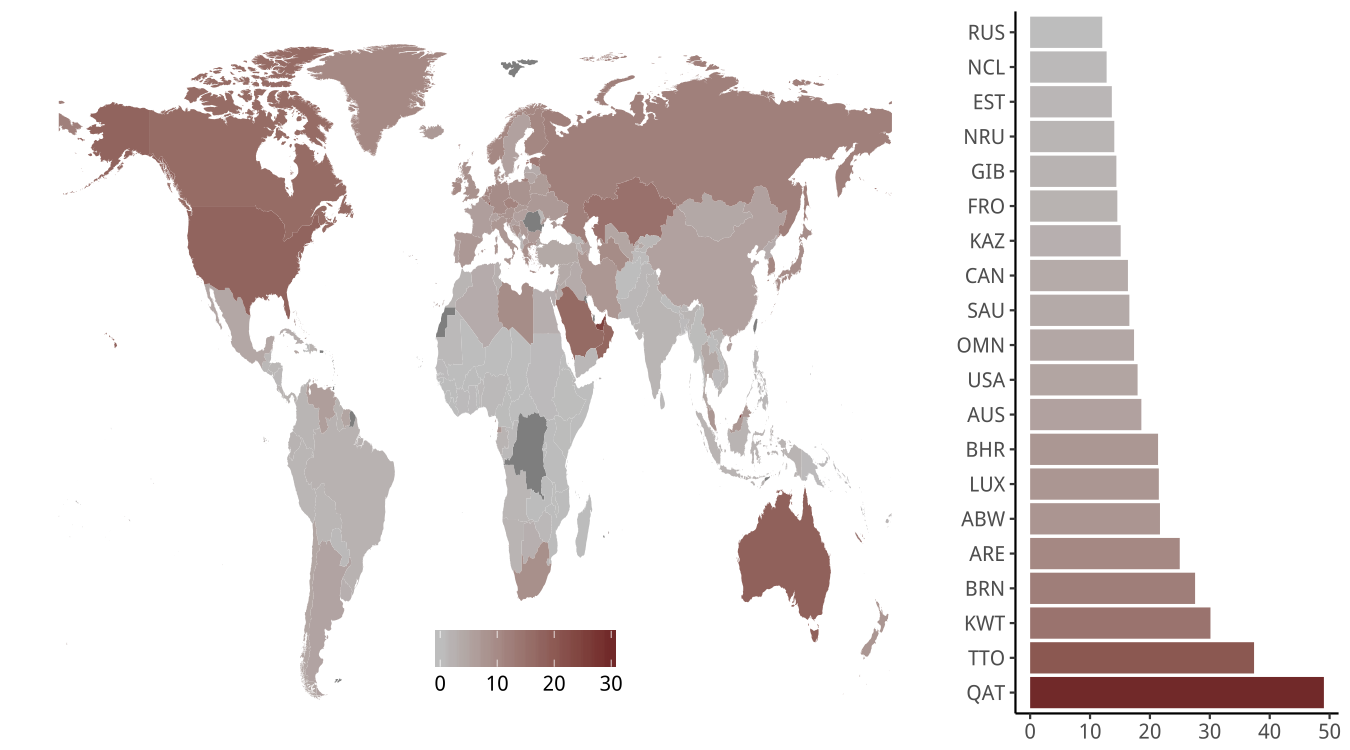 RUS
NCL
EST
NRU
GIB
FRO
KAZ
CAN
SAU
OMN
USA
AUS
BHR
LUX
ABW
ARE
BRN
KWT
TTO
QAT
0 10 20 30 40 50
0 10 20 30